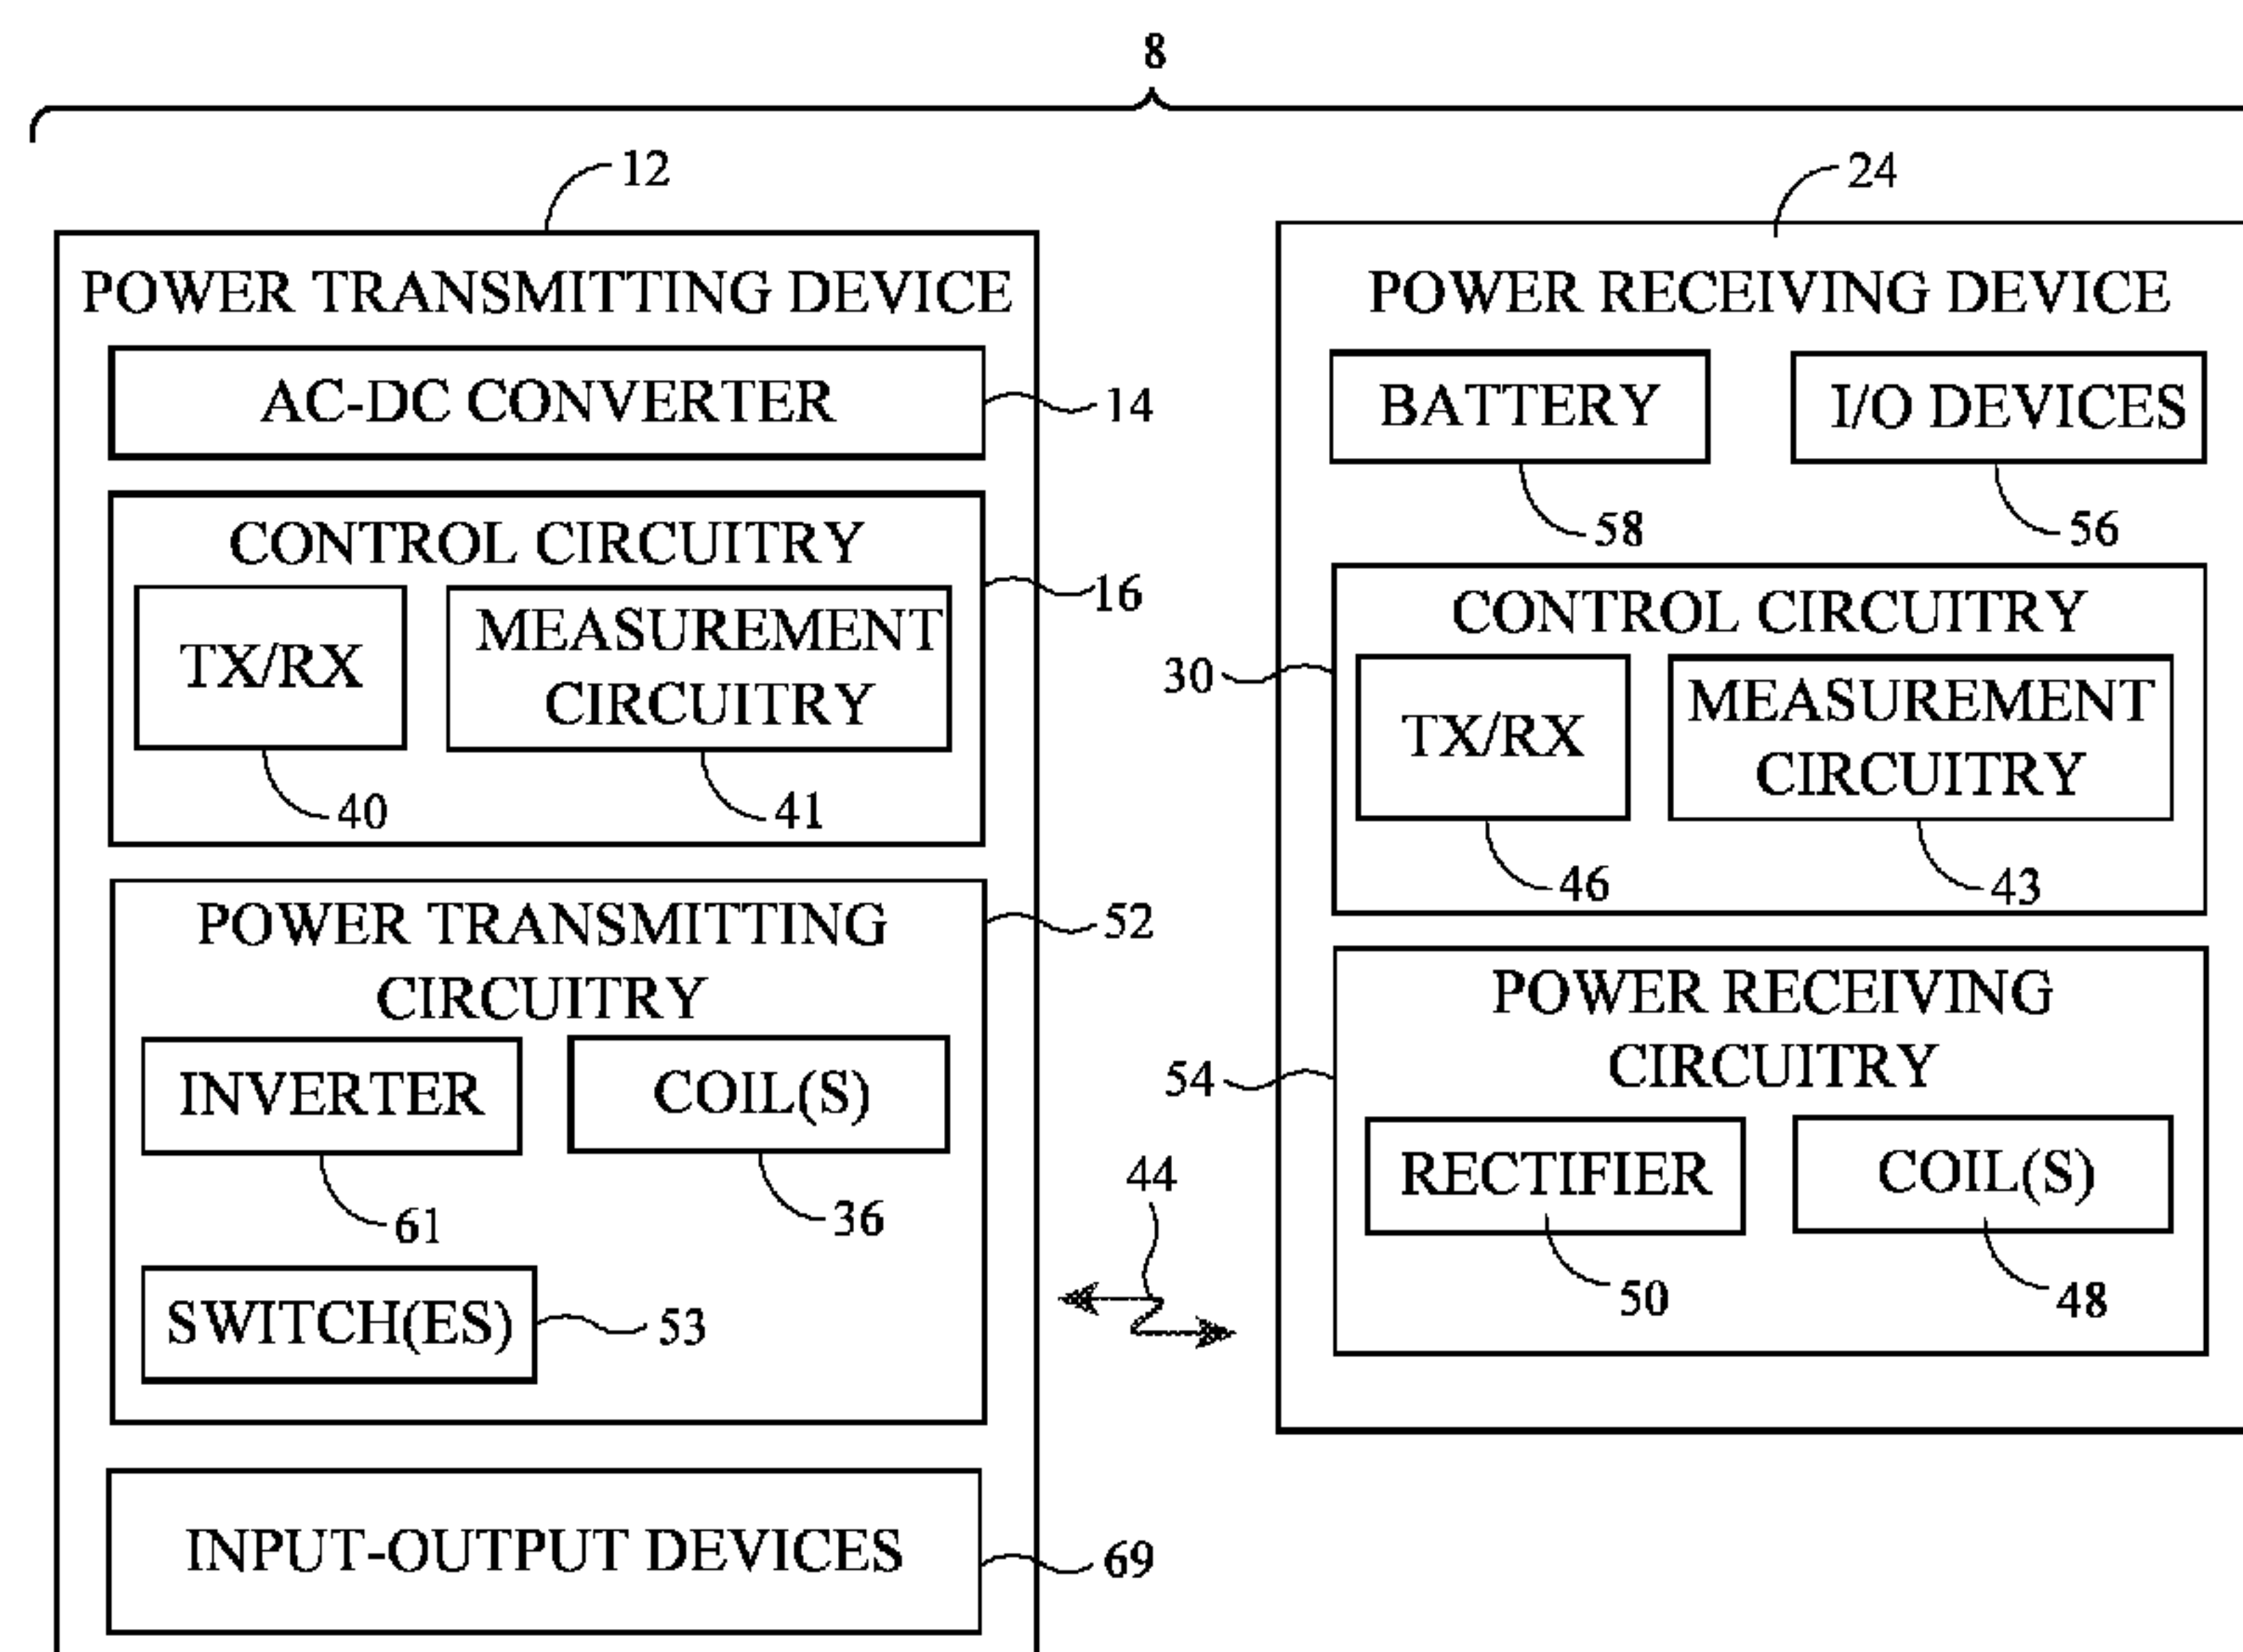 8
12
POWER TRANSMITTING DEVICE
AC-DC CONVERTER
14
CONTROL CIRCUITRY
16
TX/RX
MEASUREMENT
CIRCUITRY
40
41
POWER TRANSMITTING
CIRCUITRY
52
INVERTER
COIL(S)
61
36
SWITCH(ES)
53
INPUT-OUTPUT DEVICES
69
44
24
POWER RECEIVING DEVICE
BATTERY
I/O DEVICES
58
56
CONTROL CIRCUITRY
30
TX/RX
MEASUREMENT
CIRCUITRY
46
43
POWER RECEIVING
CIRCUITRY
54
RECTIFIER
COIL(S)
50
48